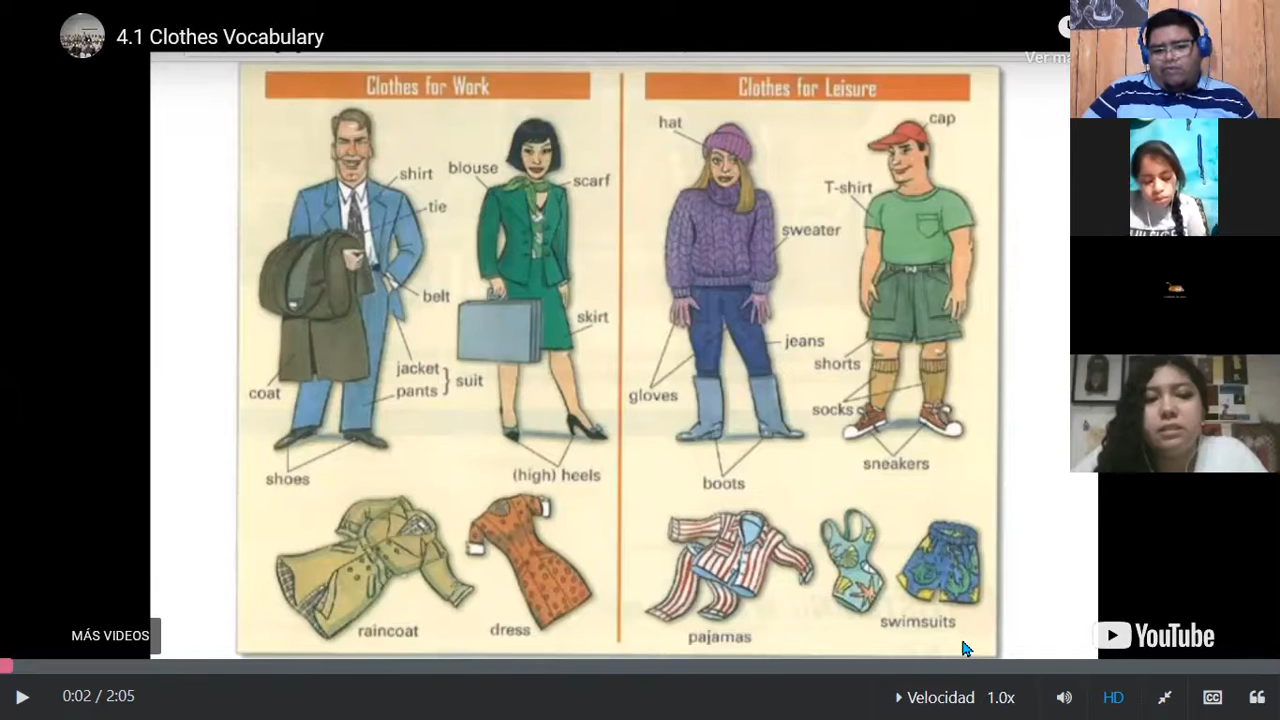 4.1 Clothes Vocabulary
Clothes for Work
Clothes for Leisure
shirt
tie
blouse
scarf
belt
skirt
jacket
pants
suit
coat
shoes
(high) heels
raincoat
dress
hat
cap
T-shirt
sweater
jeans
shorts
gloves
socks
boots
sneakers
pajamas
swimsuits
MÁS VIDEOS
YouTube
0:02 / 2:05
Velocidad 1.0x
HD
CC